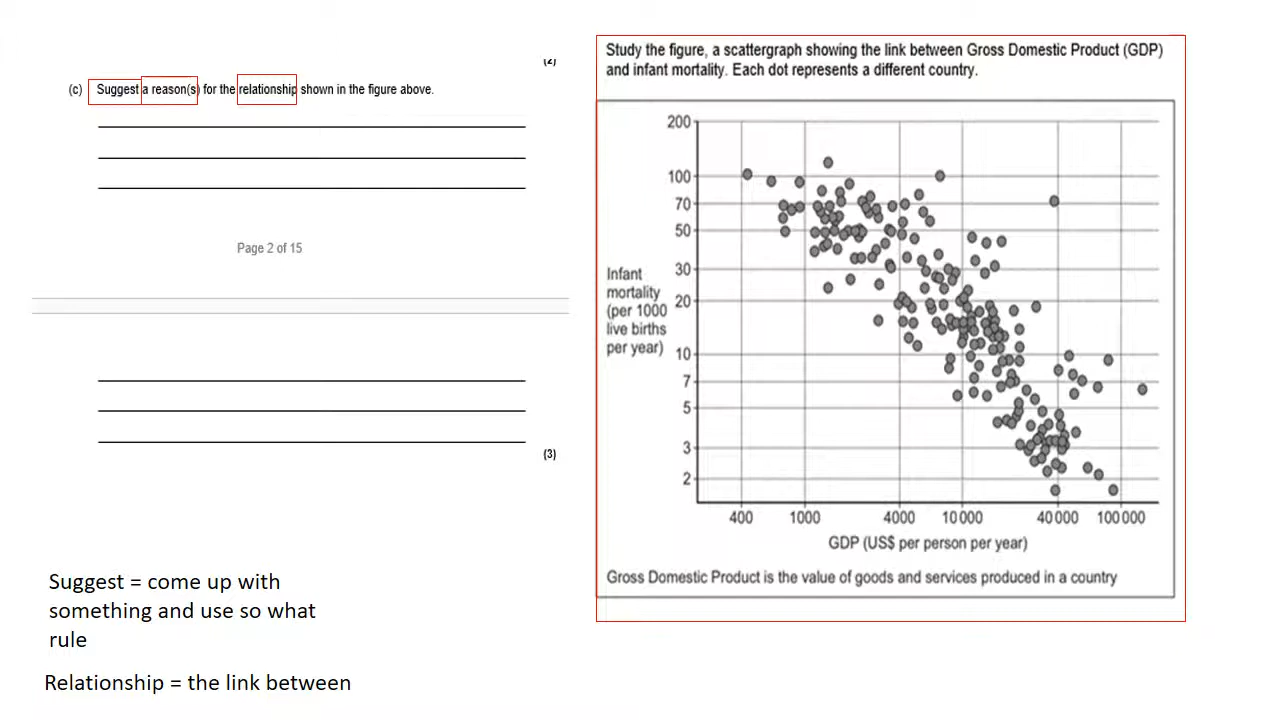 (2)
(c) Suggest a reason(s) for the relationship shown in the figure above.
Page 2 of 15
(3)
Suggest = come up with
something and use so what
rule
Relationship = the link between
Study the figure, a scattergraph showing the link between Gross Domestic Product (GDP)
and infant mortality. Each dot represents a different country.
200
100
70
50
30
20
10
7
5
3
2
Infant
mortality
(per 1000
live births
per year)
400 1000 4000 10 000 40 000 100 000
GDP (US$ per person per year)
Gross Domestic Product is the value of goods and services produced in a country